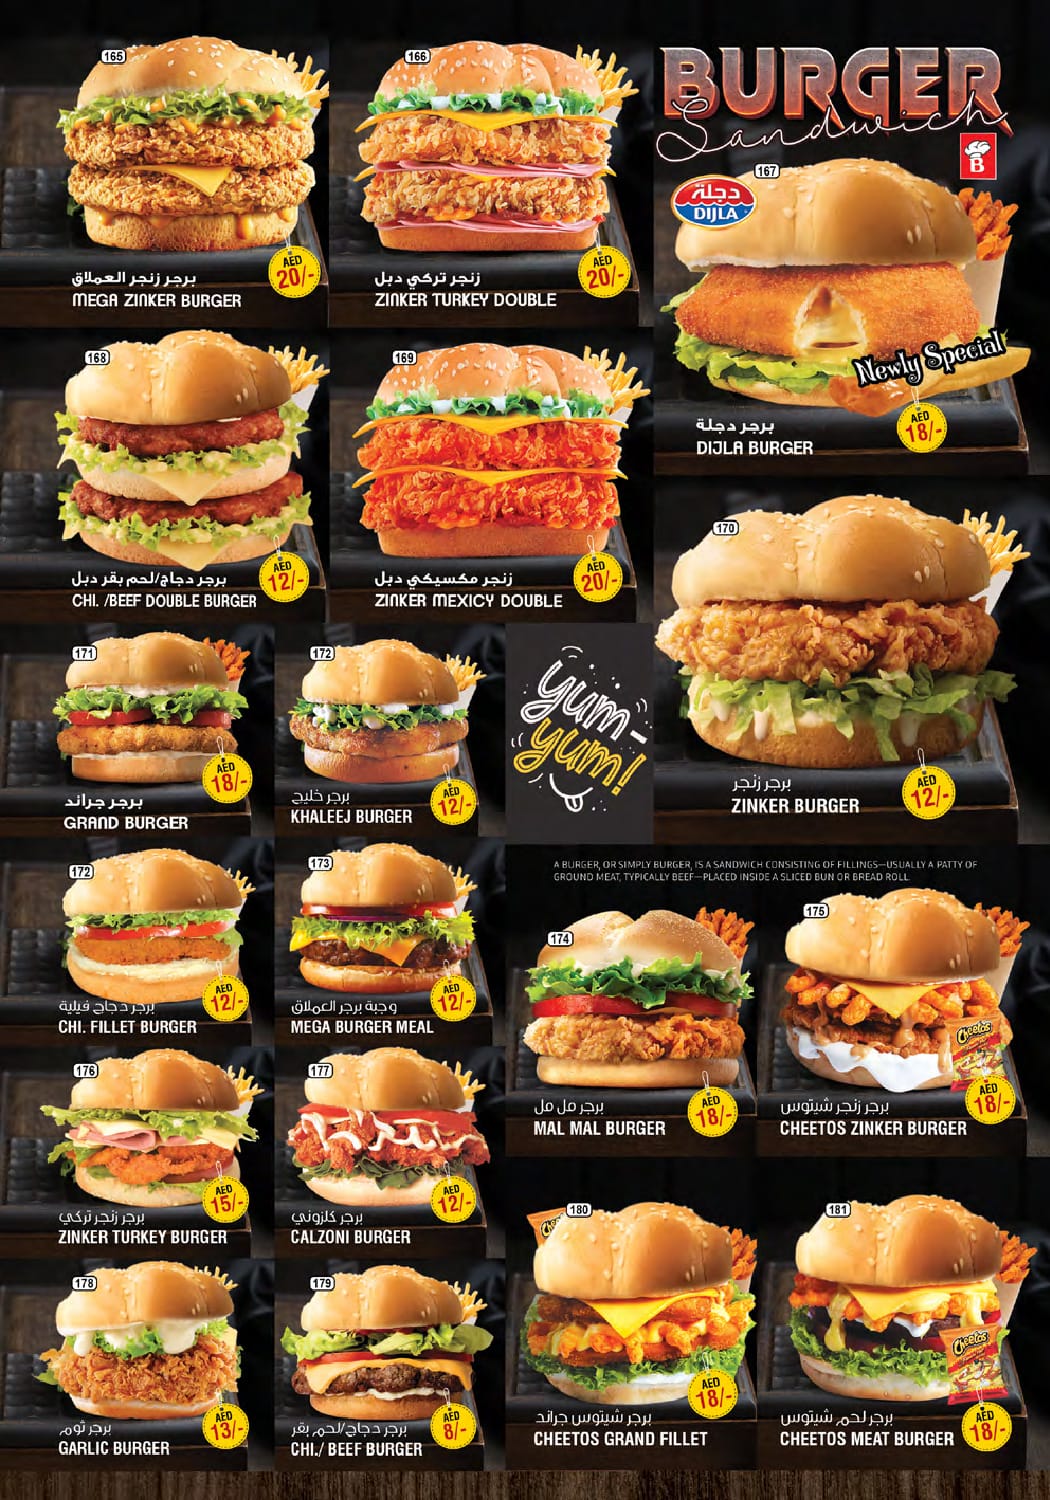 BURGER
Sandwich
B
165
برجر زنجر العملاق
MEGA ZINKER BURGER
AED
20/-
166
زنجر تركي دبل
ZINKER TURKEY DOUBLE
AED
20/-
167
دجلة
DIJLA
Newly Special
برجر دجلة
DIJLA BURGER
AED
18/-
168
برجر دجاج/لحم بقر دبل
CHI. /BEEF DOUBLE BURGER
AED
12/-
169
زنجر مكسيكي دبل
ZINKER MEXICY DOUBLE
AED
20/-
170
برجر زنجر
ZINKER BURGER
AED
12/-
171
برجر جراند
GRAND BURGER
AED
18/-
172
برجر خليج
KHALEEJ BURGER
AED
12/-
yum-
yum!
172
برجر دجاج فيلية
CHI. FILLET BURGER
AED
12/-
173
وجبة برجر العملاق
MEGA BURGER MEAL
AED
12/-
A BURGER, OR SIMPLY BURGER, IS A SANDWICH CONSISTING OF FILLINGS—USUALLY A PATTY OF
GROUND MEAT, TYPICALLY BEEF—PLACED INSIDE A SLICED BUN OR BREAD ROLL.
174
برجر مل مل
MAL MAL BURGER
AED
18/-
175
Cheetos
برجر زنجر شيتوس
CHEETOS ZINKER BURGER
AED
18/-
176
برجر زنجر تركي
ZINKER TURKEY BURGER
AED
15/-
177
برجر كلزوني
CALZONI BURGER
AED
12/-
178
برجر ثوم
GARLIC BURGER
AED
13/-
179
برجر دجاج/لحم بقر
CHI./ BEEF BURGER
AED
8/-
180
برجر شيتوس جراند
CHEETOS GRAND FILLET
AED
18/-
181
Cheetos
برجر لحم شيتوس
CHEETOS MEAT BURGER
AED
18/-